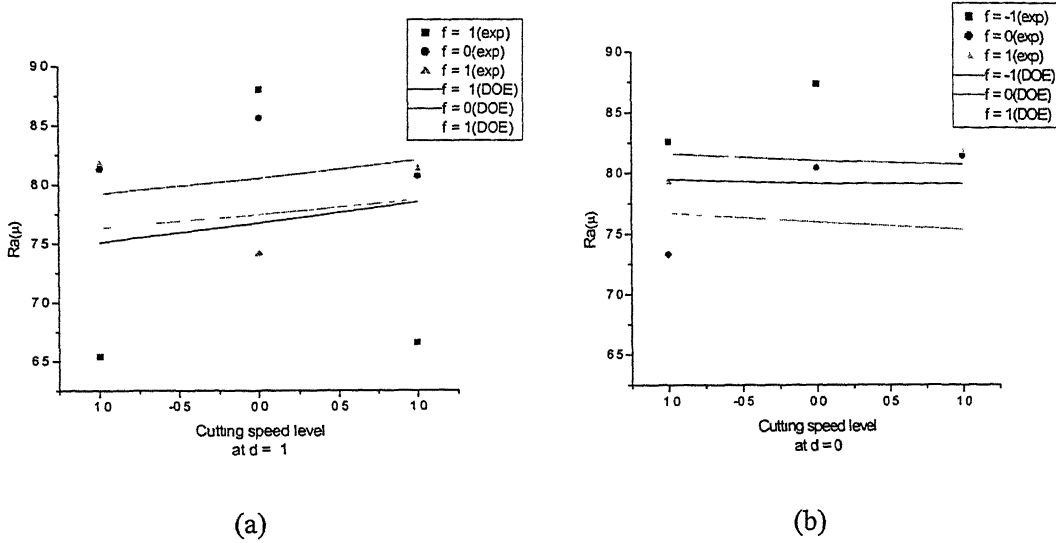 f = 1(exp)
f = 0(exp)
f = 1(exp)
f = 1(DOE)
f = 0(DOE)
f = 1(DOE)
90
85
80
75
70
65
Ra(μ)
10
-05
00
05
10
Cutting speed level
at d = 1
(a)
f = -1(exp)
f = 0(exp)
f = 1(exp)
f = -1(DOE)
f = 0(DOE)
f = 1(DOE)
90
85
80
75
70
65
Ra(μ)
10
-05
00
05
10
Cutting speed level
at d = 0
(b)